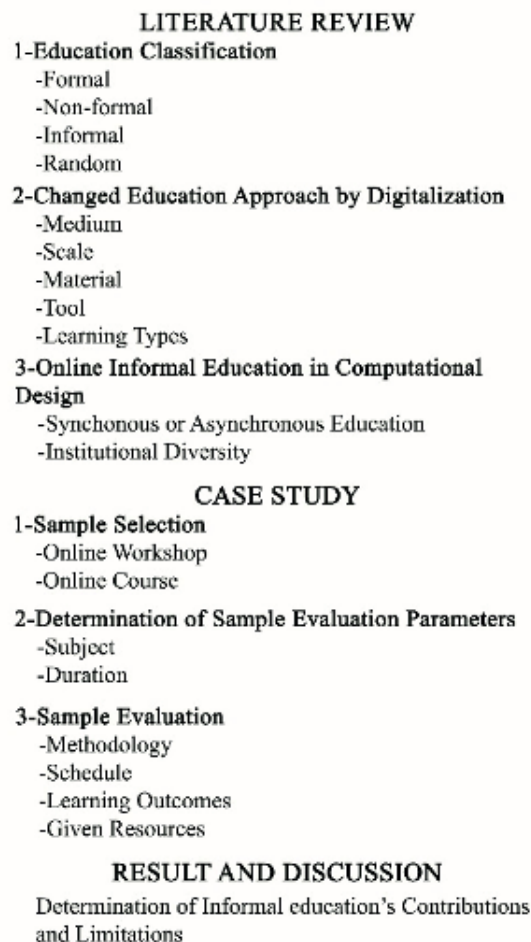 LITERATURE REVIEW
1-Education Classification
-Formal
-Non-formal
-Informal
-Random
2-Changed Education Approach by Digitalization
-Medium
-Scale
-Material
-Tool
-Learning Types
3-Online Informal Education in Computational
Design
-Synchonous or Asynchronous Education
-Institutional Diversity
CASE STUDY
1-Sample Selection
-Online Workshop
-Online Course
2-Determination of Sample Evaluation Parameters
-Subject
-Duration
3-Sample Evaluation
-Methodology
-Schedule
-Learning Outcomes
-Given Resources
RESULT AND DISCUSSION
Determination of Informal education's Contributions
and Limitations